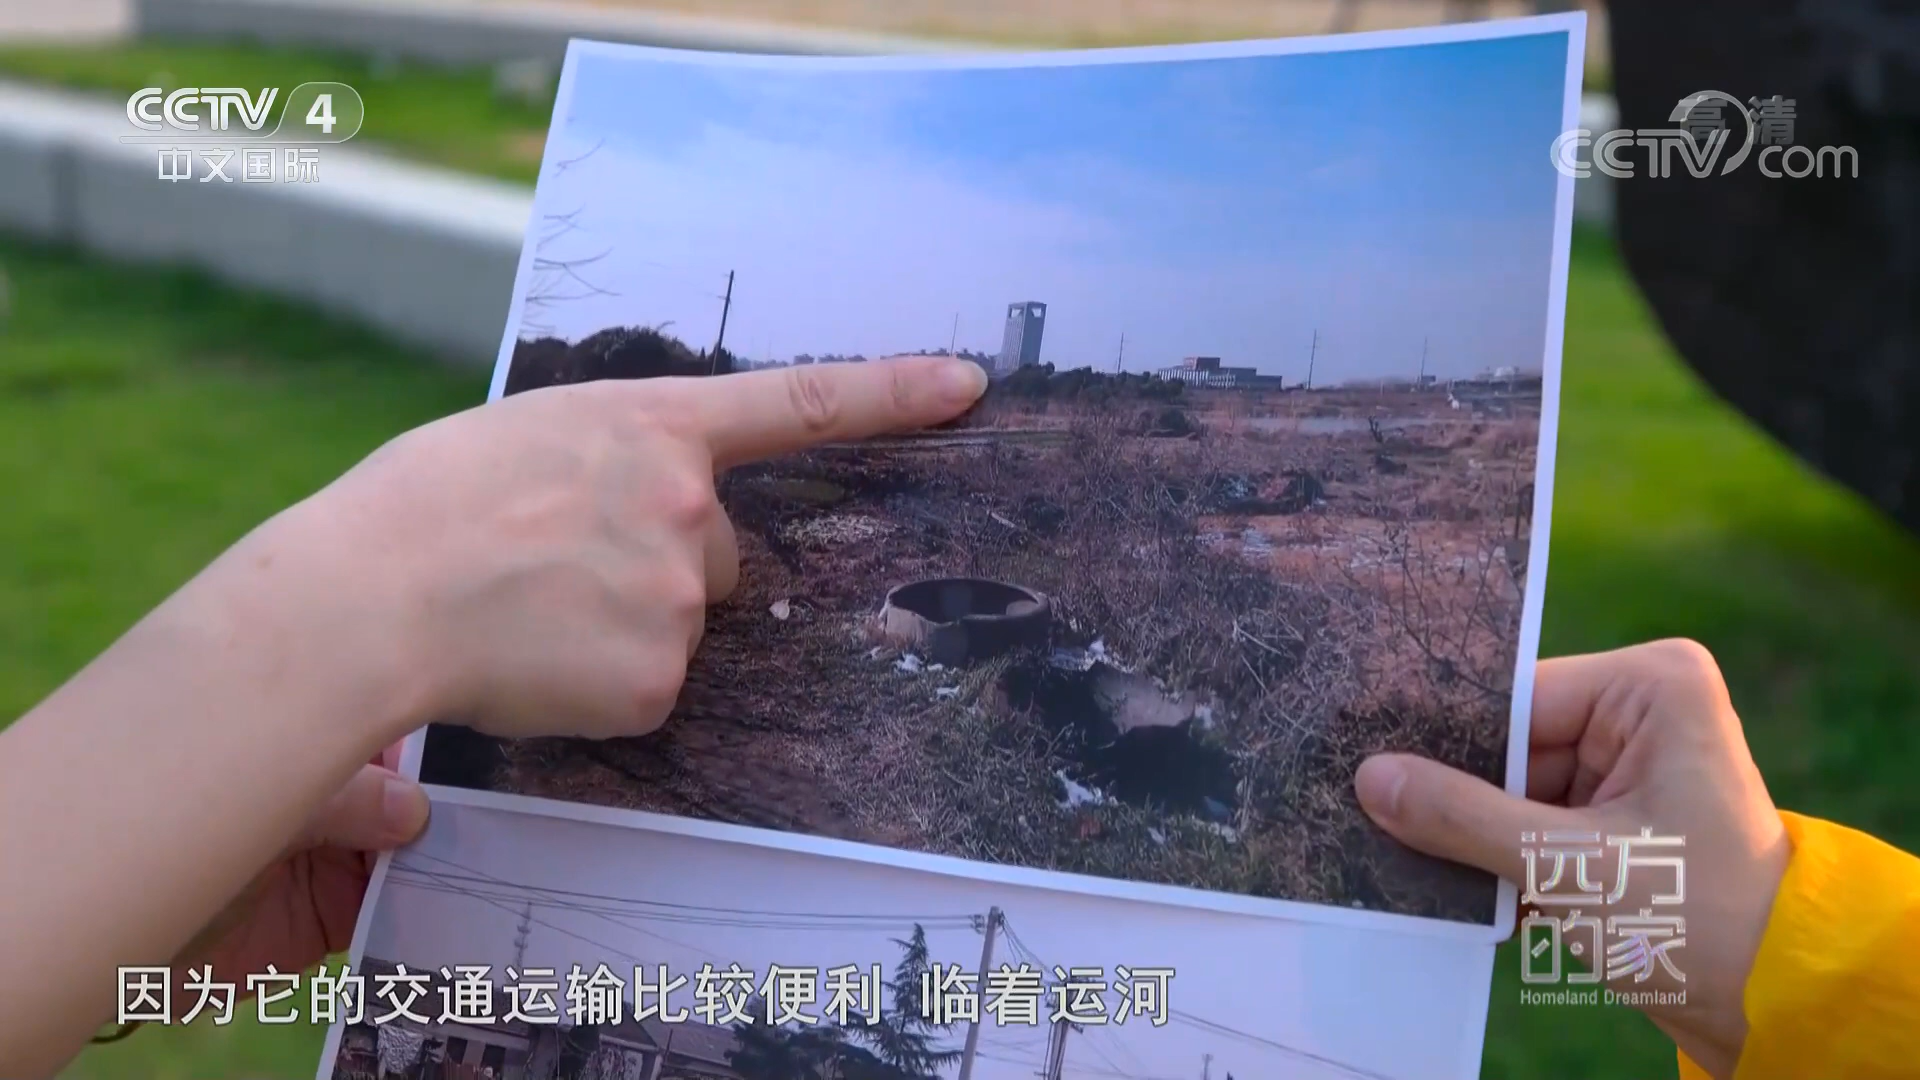 CCTV 4
中文国际
高清
CCTV.com
远方
的家
Homeland Dreamland
因为它的交通运输比较便利 临着运河